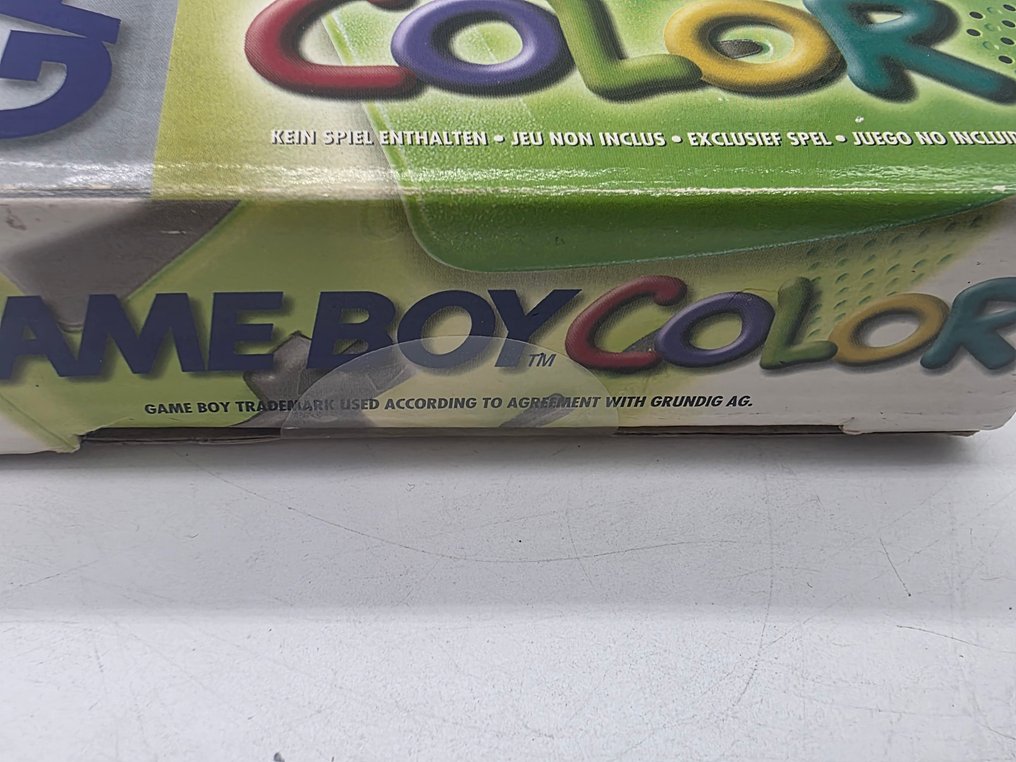 COLOR
KEIN SPIEL ENTHALTEN • JEU NON INCLUS • EXCLUSIEF SPEL • JUEGO NO
AME BOY™ COLOR
GAME BOY TRADEMARK USED ACCORDING TO AGREEMENT WITH GRUNDIG AG.